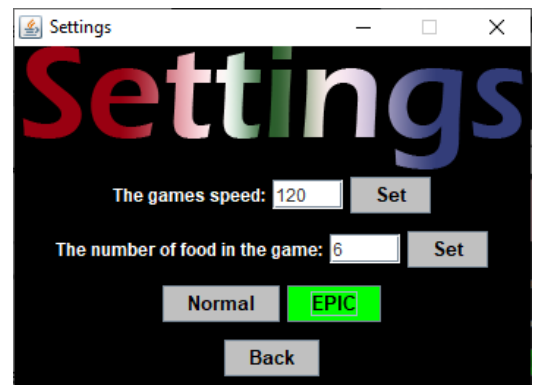 Settings
Settings
The games speed: 120 Set
The number of food in the game: 6 Set
Normal EPIC
Back